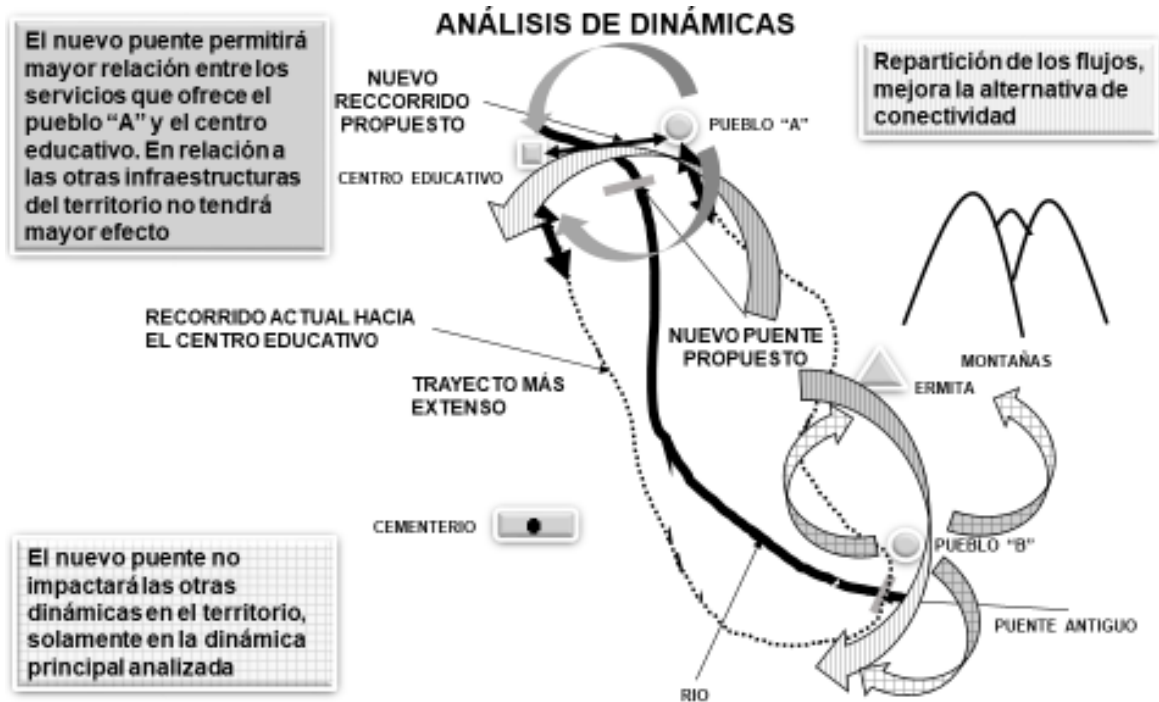 ANÁLISIS DE DINÁMICAS
El nuevo puente permitirá
mayor relación entre los
servicios que ofrece el
pueblo “A” y el centro
educativo. En relación a
las otras infraestructuras
del territorio no tendrá
mayor efecto
NUEVO
RECCORRIDO
PROPUESTO
PUEBLO “A”
Repartición de los flujos,
mejora la alternativa de
conectividad
CENTRO EDUCATIVO
RECORRIDO ACTUAL HACIA
EL CENTRO EDUCATIVO
NUEVO PUENTE
PROPUESTO
MONTAÑAS
TRAYECTO MÁS
EXTENSO
ERMITA
CEMENTERIO
PUEBLO “B”
El nuevo puente no
impactará las otras
dinámicas en el territorio,
solamente en la dinámica
principal analizada
PUENTE ANTIGUO
RIO